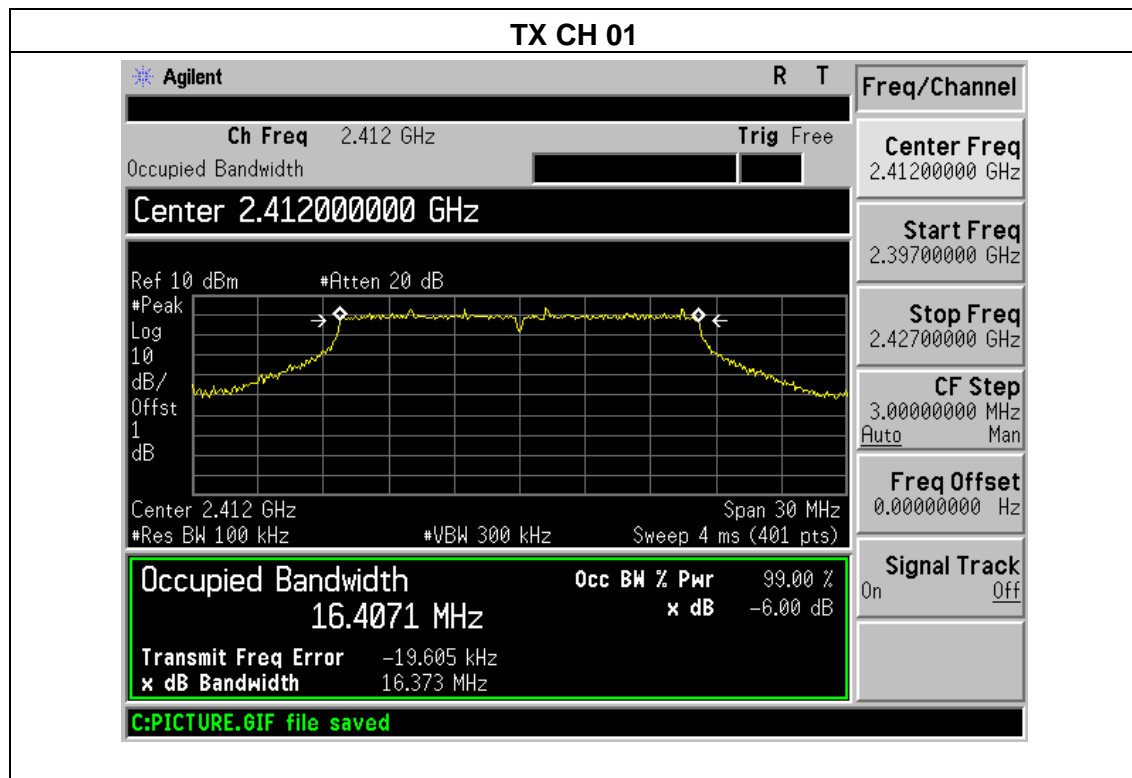 TX CH 01
Agilent
R T
Freq/Channel
Ch Freq 2.412 GHz
Trig Free
Occupied Bandwidth
Center 2.412000000 GHz
Ref 10 dBm
#Atten 20 dB
#Peak
Log
10
dB/
Offst
1
dB
Center 2.412 GHz
Span 30 MHz
#Res BW 100 kHz
#VBW 300 kHz
Sweep 4 ms (401 pts)
Occupied Bandwidth
16.4071 MHz
Occ BW % Pwr 99.00 %
x dB -6.00 dB
Transmit Freq Error -19.605 kHz
x dB Bandwidth 16.373 MHz
C:PICTURE.GIF file saved
Center Freq
2.41200000 GHz
Start Freq
2.39700000 GHz
Stop Freq
2.42700000 GHz
CF Step
3.00000000 MHz
Auto Man
Freq Offset
0.00000000 Hz
Signal Track
On Off